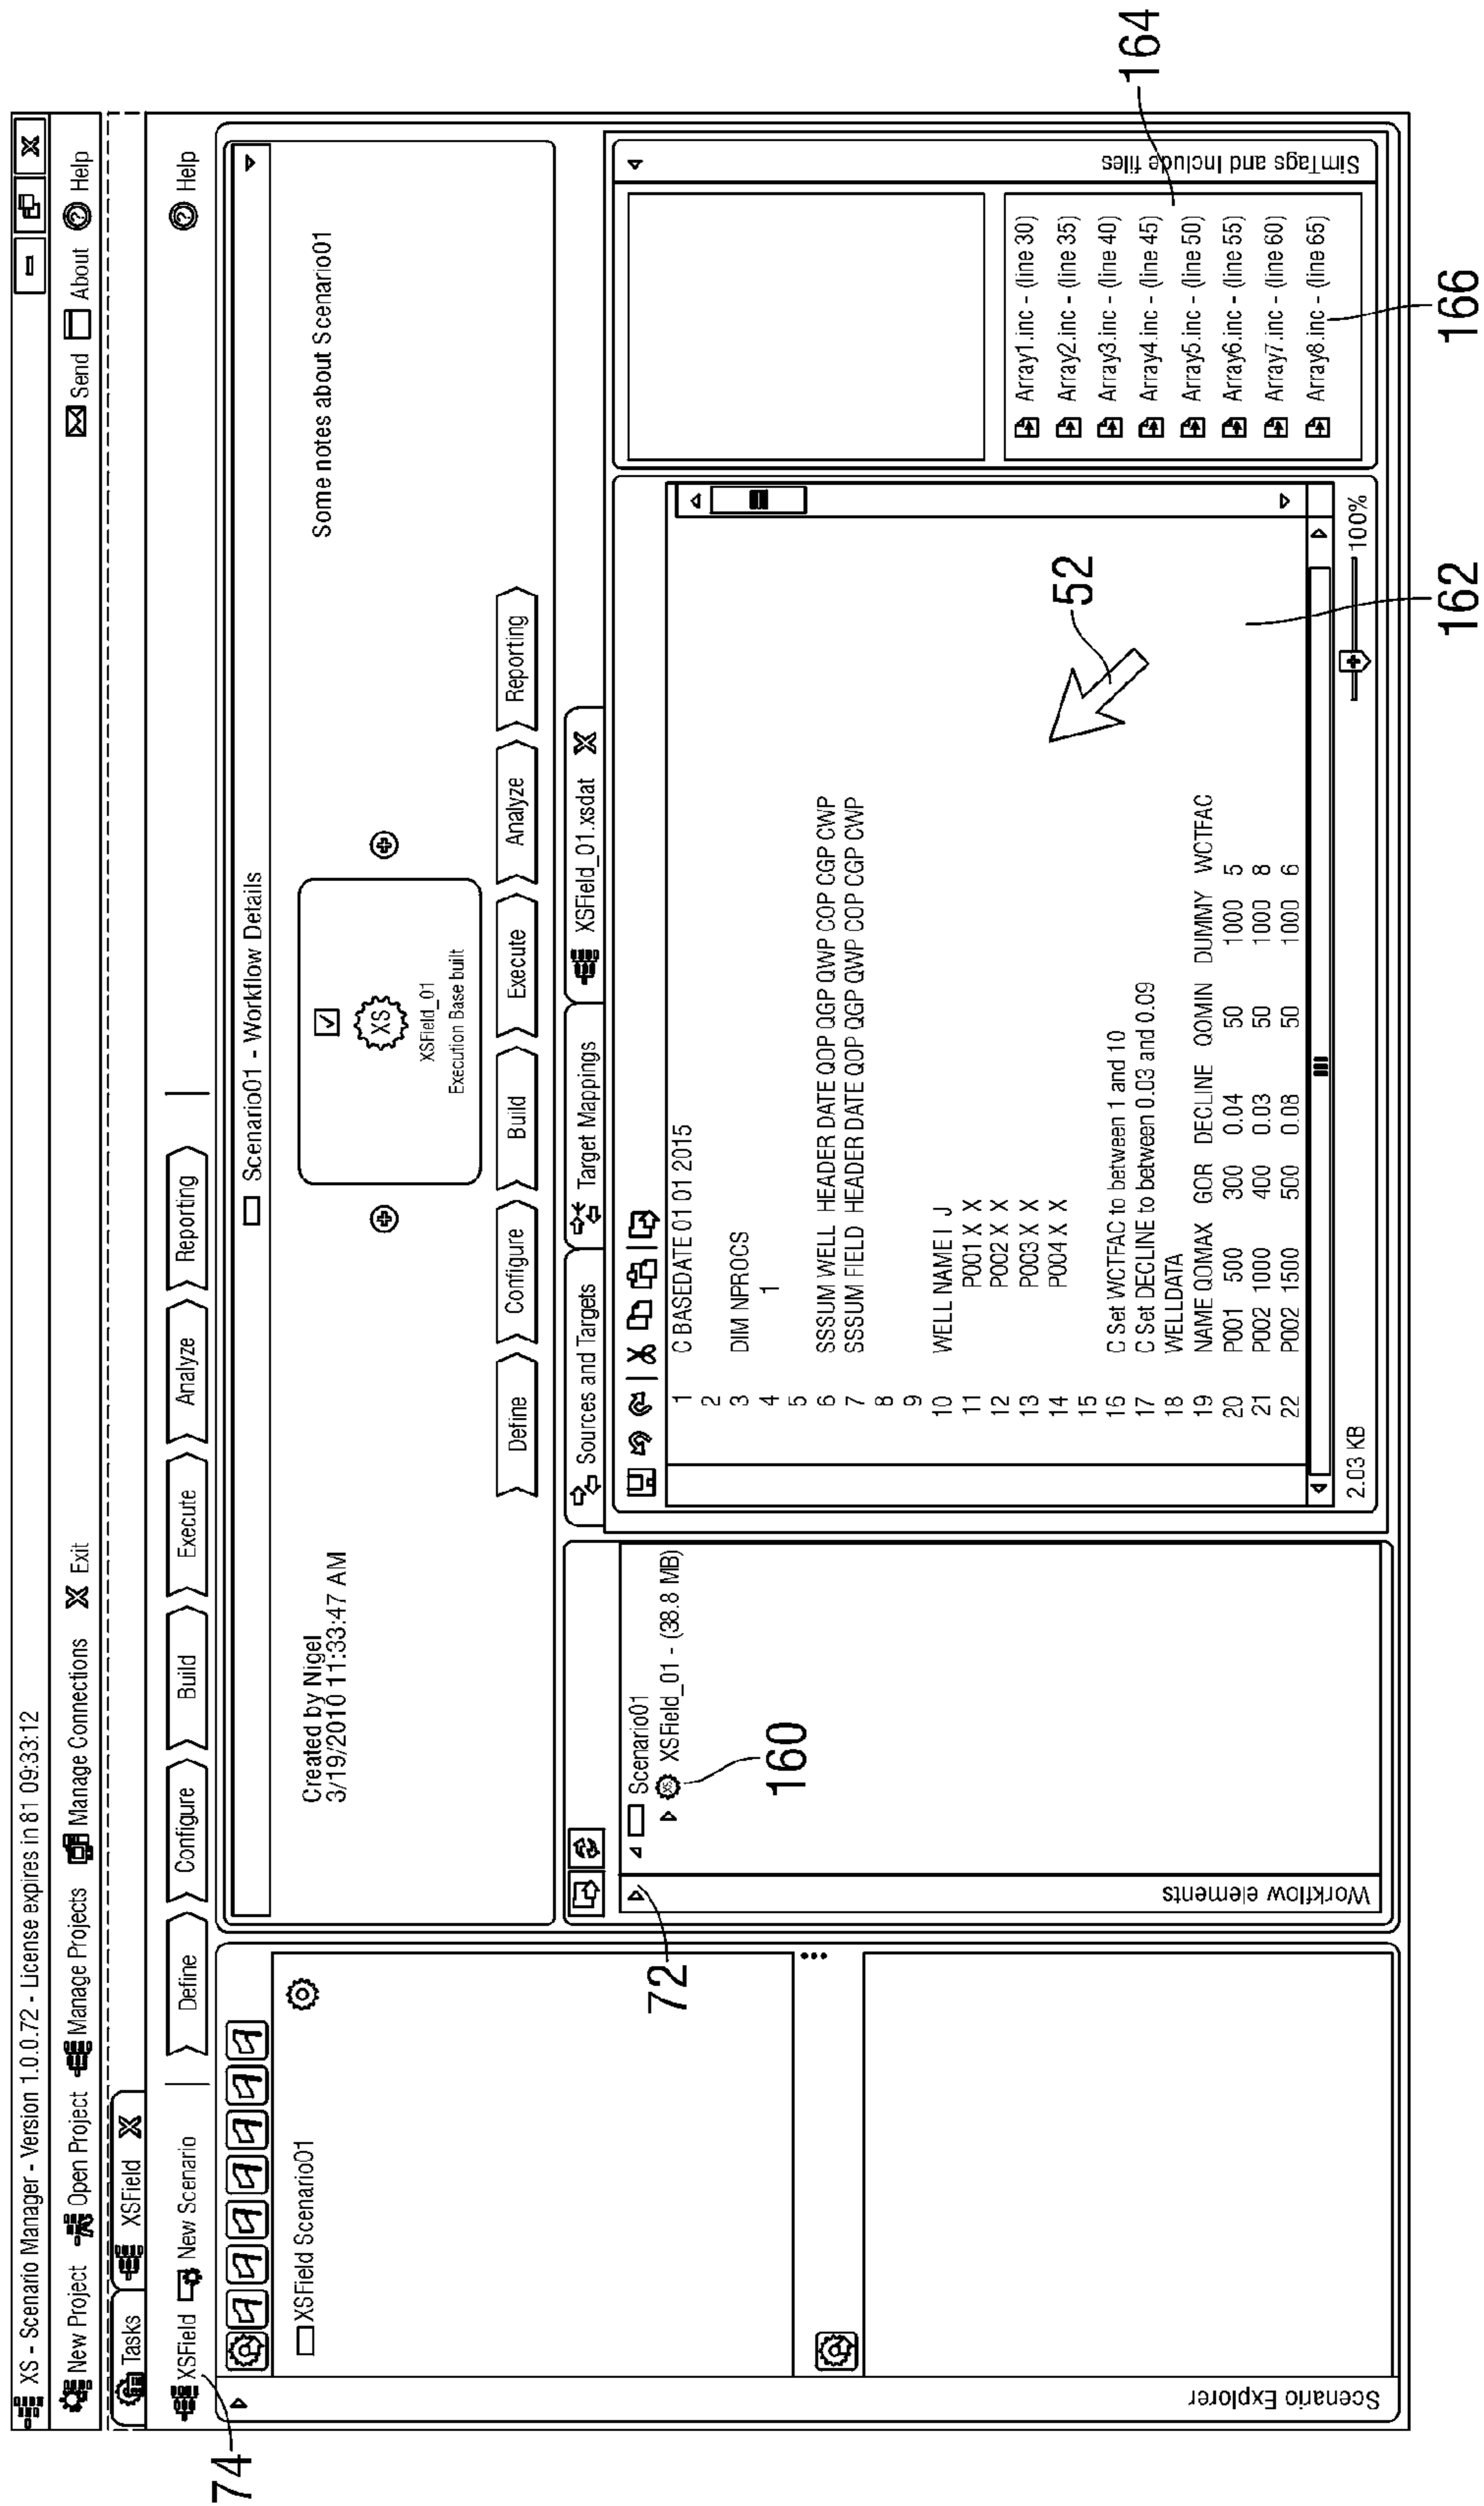 XS - Scenario Manager - Version 1.0.0.72 - License expires in 81 09:33:12
New Project Open Project Manage Projects Manage Connections X Exit Send About ? Help
Tasks XSField X
XSField New Scenario Define Configure Build Execute Analyze Reporting ? Help
74
Scenario Explorer
XSField Scenario01
Scenario01 - Workflow Details
Created by Nigel
3/19/2010 11:33:47 AM
XS
XSField_01
Execution Base built
Some notes about Scenario01
Define Configure Build Execute Analyze Reporting
72
Workflow elements
Scenario01
XS XSField_01 - (38.8 MB)
160
Sources and Targets Target Mappings XSField_01.xsdat X
1 C BASEDATE 01 01 2015
2
3 DIM NPROCS
4 1
5
6 SSSUM WELL HEADER DATE QOP QGP QWP COP CGP CWP
7 SSSUM FIELD HEADER DATE QOP QGP QWP COP CGP CWP
8
9
10 WELL NAME I J
11 P001 X X
12 P002 X X
13 P003 X X
14 P004 X X
15
16 C Set WCTFAC to between 1 and 10
17 C Set DECLINE to between 0.03 and 0.09
18 WELLDATA
19 NAME QOMAX GOR DECLINE QOMIN DUMMY WCTFAC
20 P001 500 300 0.04 50 1000 5
21 P002 1000 400 0.03 50 1000 8
22 P002 1500 500 0.08 50 1000 6
2.03 KB
100%
52
162
SimTags and Include files
Array1.inc - (line 30)
Array2.inc - (line 35)
Array3.inc - (line 40)
Array4.inc - (line 45)
Array5.inc - (line 50)
Array6.inc - (line 55)
Array7.inc - (line 60)
Array8.inc - (line 65)
164
166